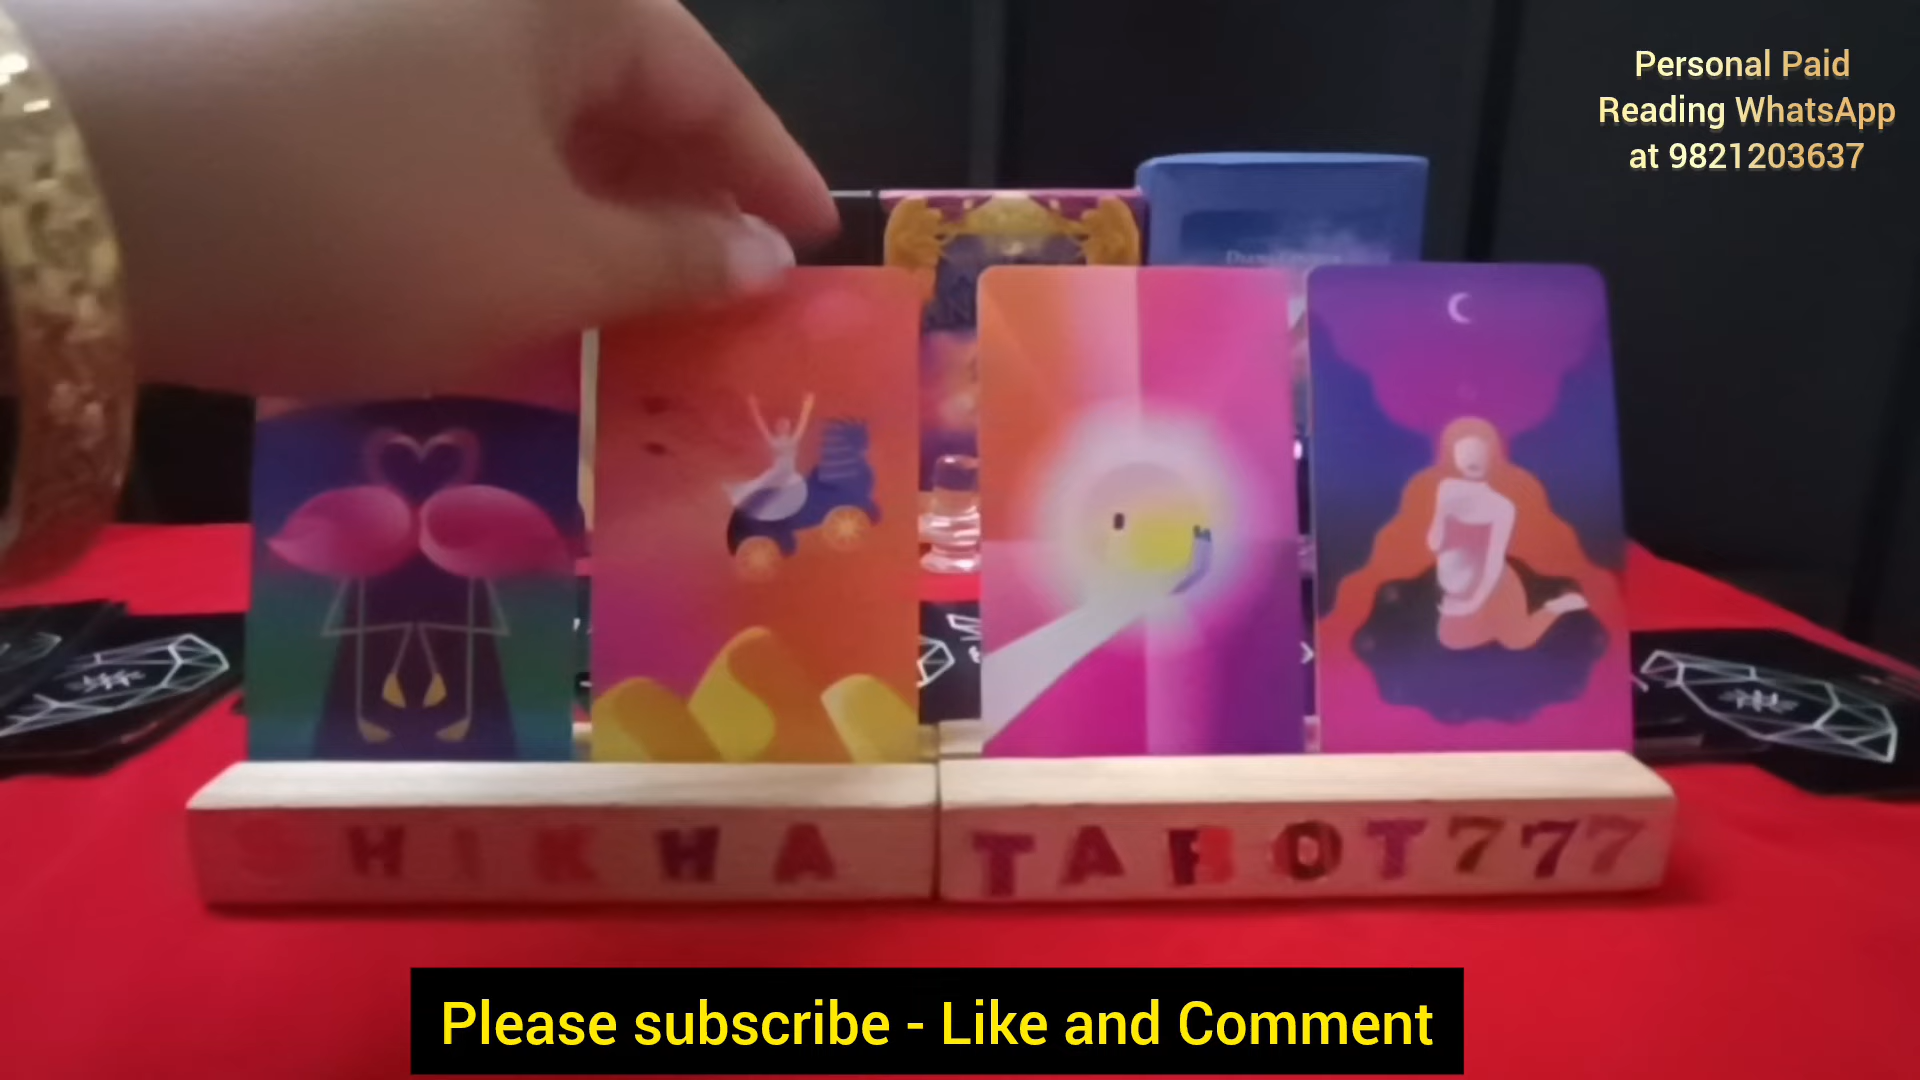 Personal Paid
Reading WhatsApp
at 9821203637
SHIKHA TAROT777
Please subscribe - Like and Comment